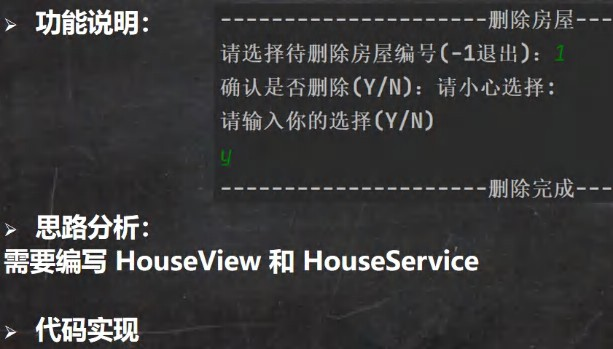 ➢ 功能说明：
---------------------删除房屋---
请选择待删除房屋编号(-1退出)：1
确认是否删除(Y/N)：请小心选择：
请输入你的选择(Y/N)
y
---------------------删除完成---
➢ 思路分析：
需要编写 HouseView 和 HouseService
➢ 代码实现